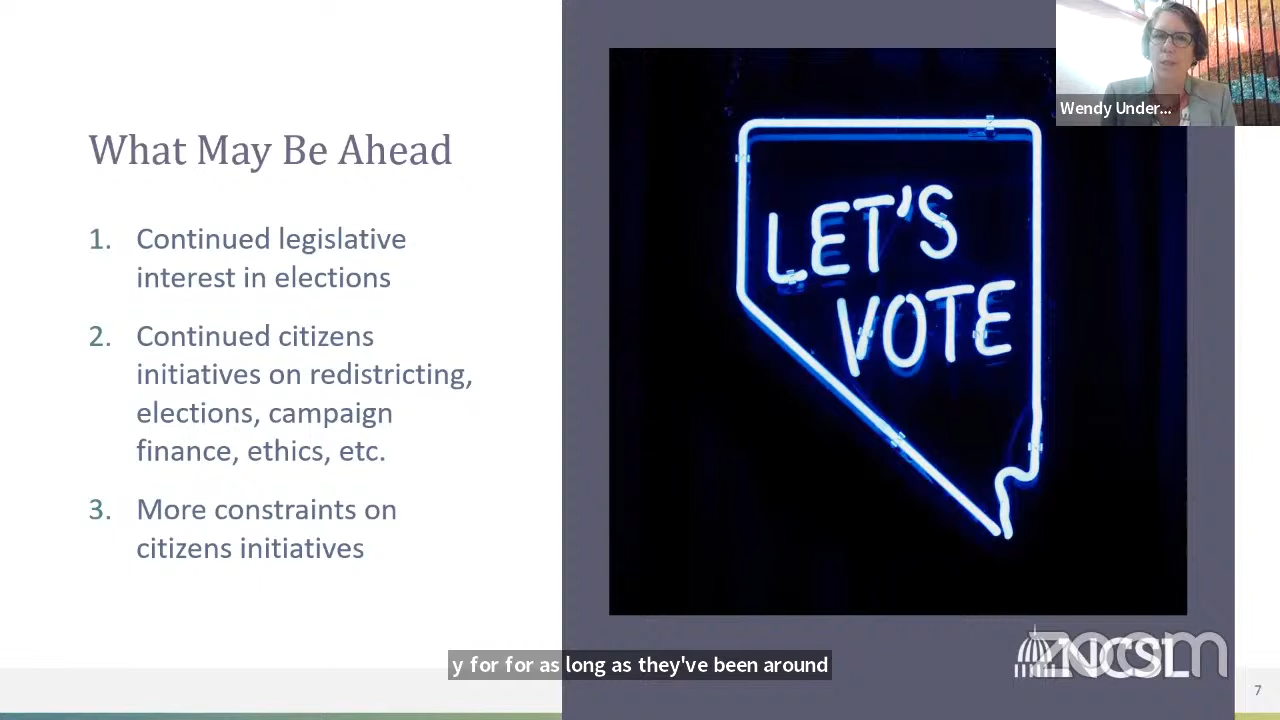 Wendy Under...
What May Be Ahead
1. Continued legislative
interest in elections
2. Continued citizens
initiatives on redistricting,
elections, campaign
finance, ethics, etc.
3. More constraints on
citizens initiatives
LET'S
VOTE
y for for as long as they've been around
NCSL
zoom
7